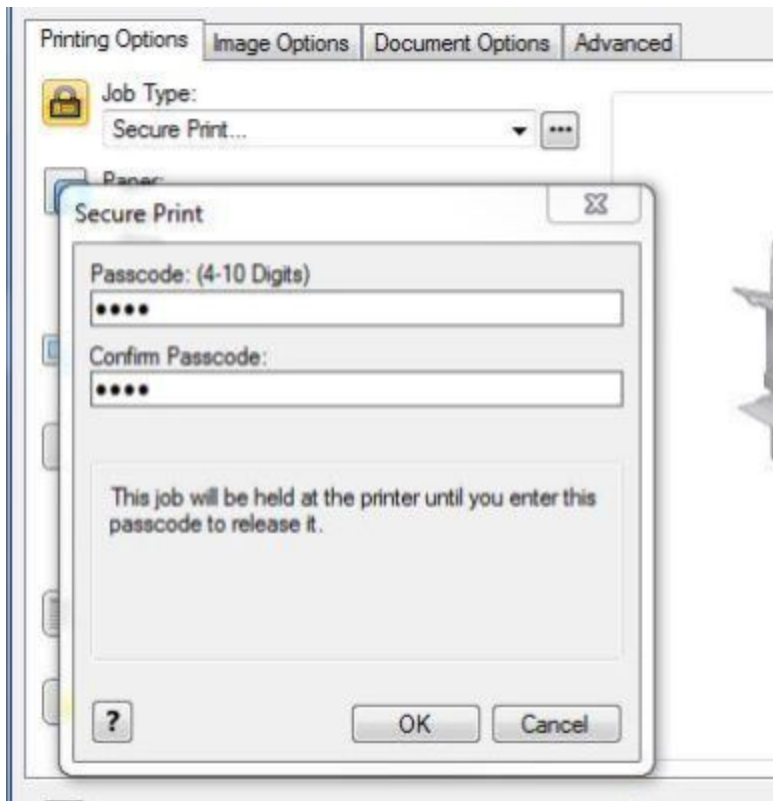 Printing Options Image Options Document Options Advanced
Job Type:
Secure Print...
Paper:
Secure Print
Passcode: (4-10 Digits)
••••
Confirm Passcode:
••••
This job will be held at the printer until you enter this
passcode to release it.
? OK Cancel